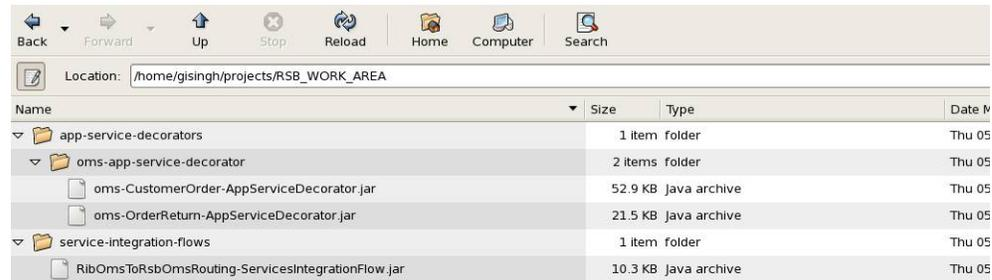 Back Forward Up Stop Reload Home Computer Search
Location: /home/gisingh/projects/RSB_WORK_AREA
Name Size Type Date M
app-service-decorators 1 item folder Thu 05
oms-app-service-decorator 2 items folder Thu 05
oms-CustomerOrder-AppServiceDecorator.jar 52.9 KB Java archive Thu 05
oms-OrderReturn-AppServiceDecorator.jar 21.5 KB Java archive Thu 05
service-integration-flows 1 item folder Thu 05
RibOmsToRsbOmsRouting-ServicesIntegrationFlow.jar 10.3 KB Java archive Thu 05